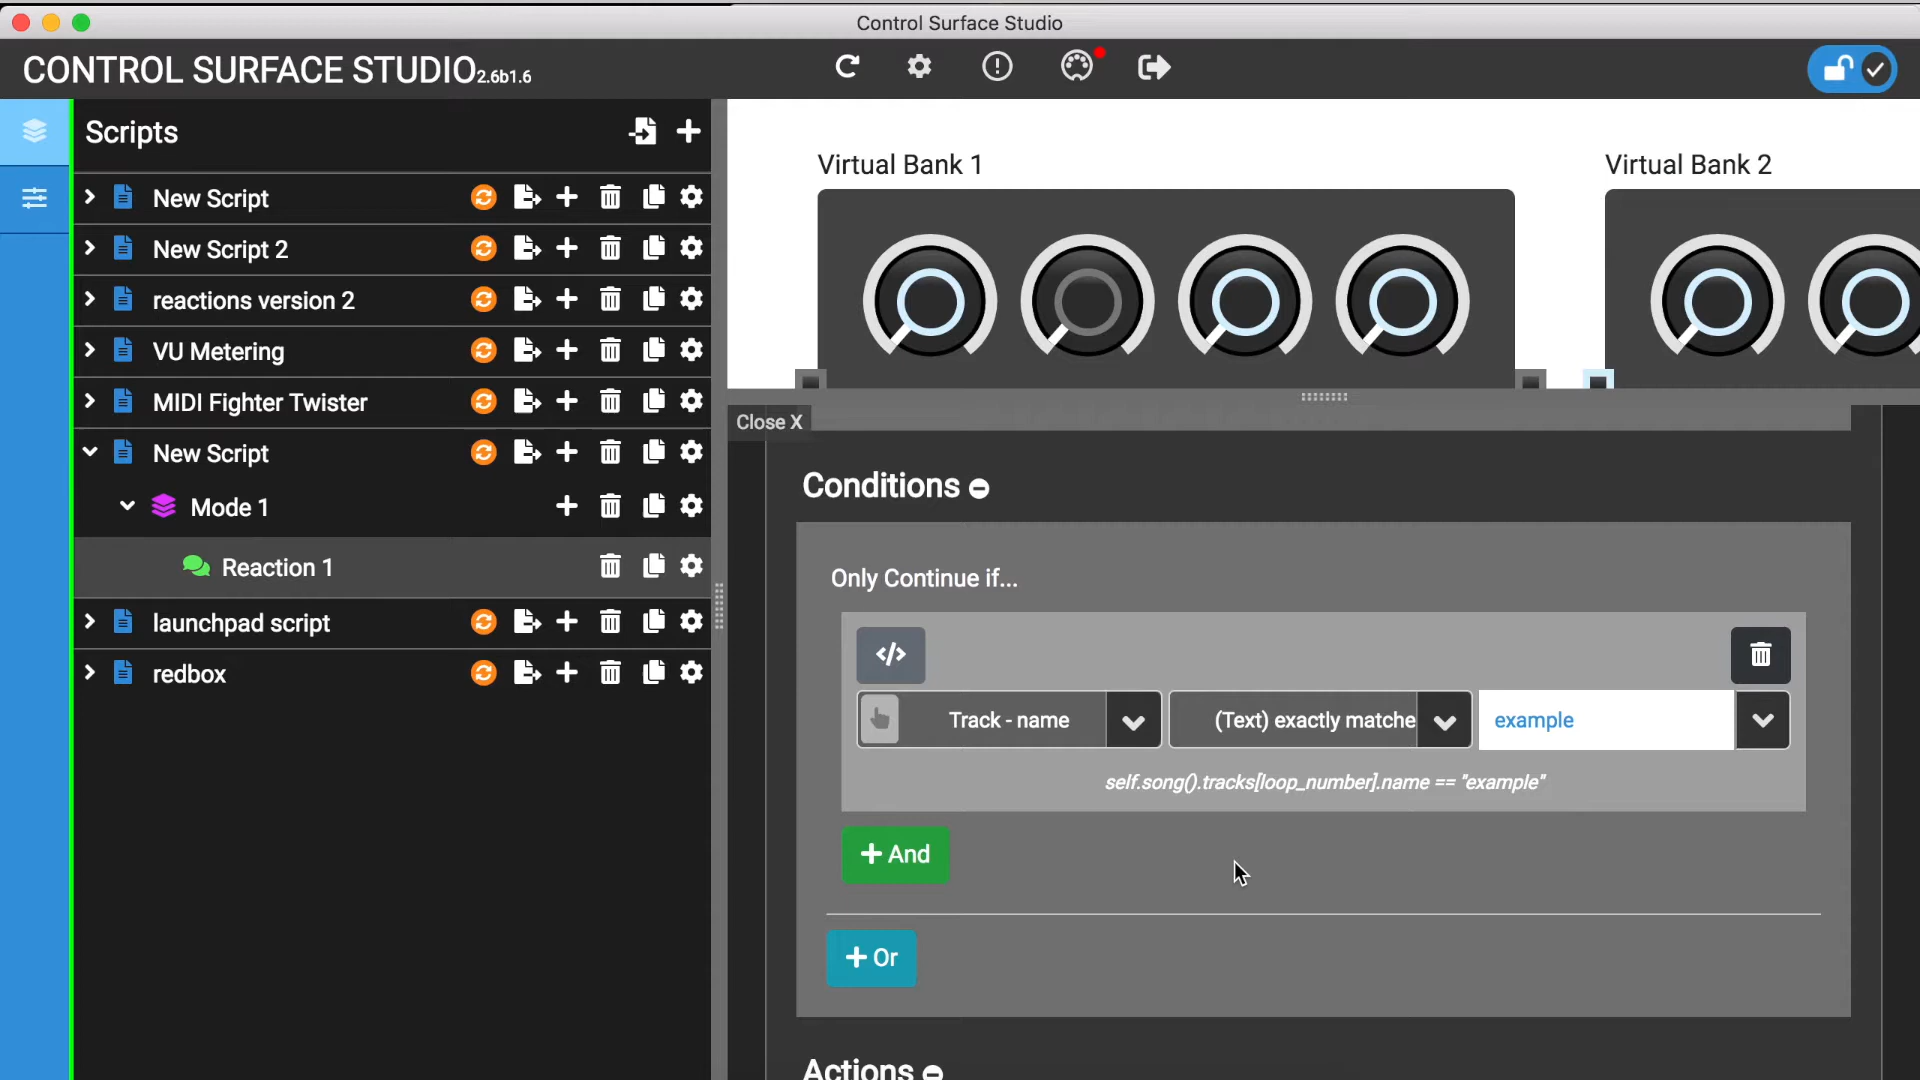 Control Surface Studio
CONTROL SURFACE STUDIO2.6b1.6
Scripts
New Script
New Script 2
reactions version 2
VU Metering
MIDI Fighter Twister
New Script
Mode 1
Reaction 1
launchpad script
redbox
Virtual Bank 1
Virtual Bank 2
Close X
Conditions
Only Continue if...
</>
Track - name
(Text) exactly matche
example
self.song().tracks[loop_number].name == "example"
+ And
+ Or
Actions